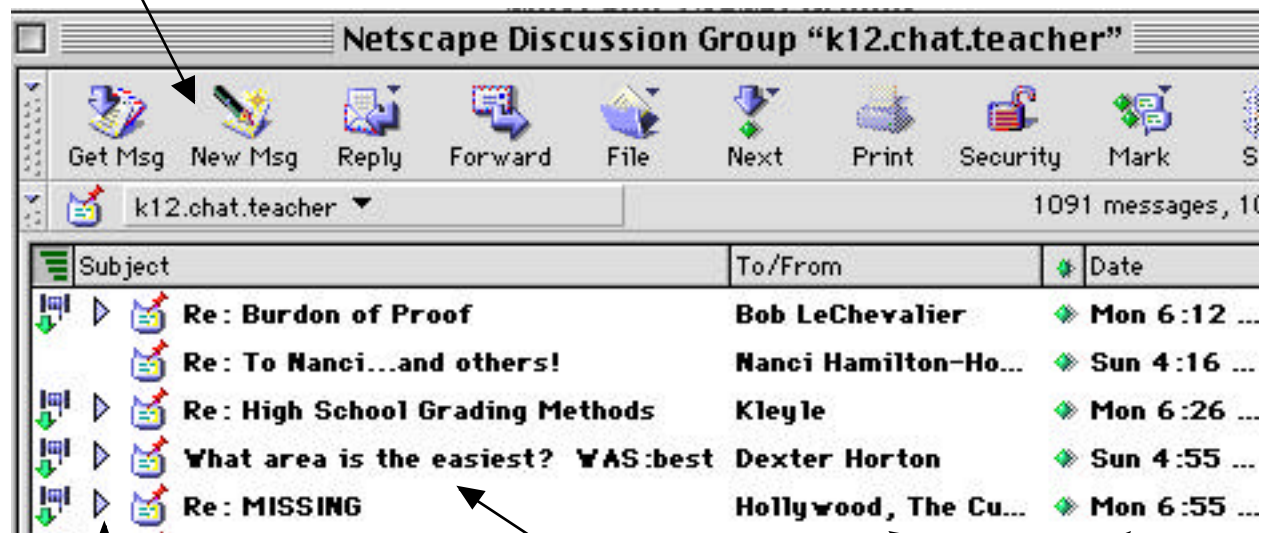 Netscape Discussion Group “k12.chat.teacher”
Get Msg New Msg Reply Forward File Next Print Security Mark
k12.chat.teacher 1091 messages,
Subject To/From Date
Re: Burdon of Proof Bob LeChevalier Mon 6:12 ...
Re: To Nanci...and others! Nanci Hamilton-Ho... Sun 4:16 ...
Re: High School Grading Methods Kleyle Mon 6:26 ...
What area is the easiest? WAS:best Dexter Horton Sun 4:55 ...
Re: MISSING Hollywood, The Cu... Mon 6:55 ...